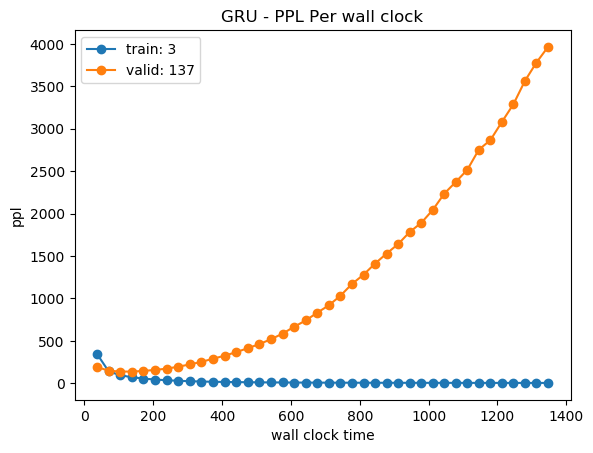 GRU - PPL Per wall clock
train: 3
valid: 137
ppl
4000
3500
3000
2500
2000
1500
1000
500
0
0 200 400 600 800 1000 1200 1400
wall clock time